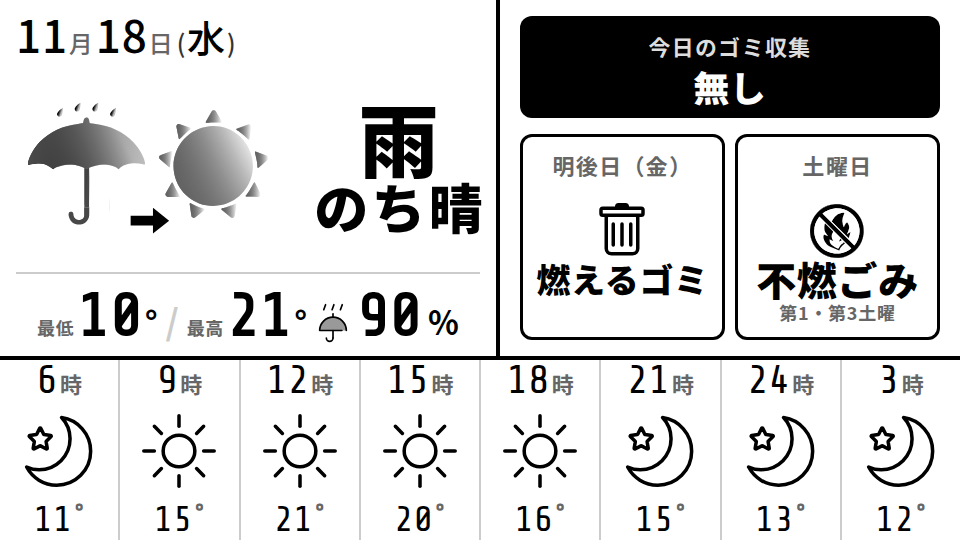 11月18日(水)
雨
のち晴
最低 10° / 最高 21° 90%
今日のゴミ収集
無し
明後日（金）
燃えるゴミ
土曜日
不燃ごみ
第1・第3土曜
6時 9時 12時 15時 18時 21時 24時 3時
11° 15° 21° 20° 16° 15° 13° 12°